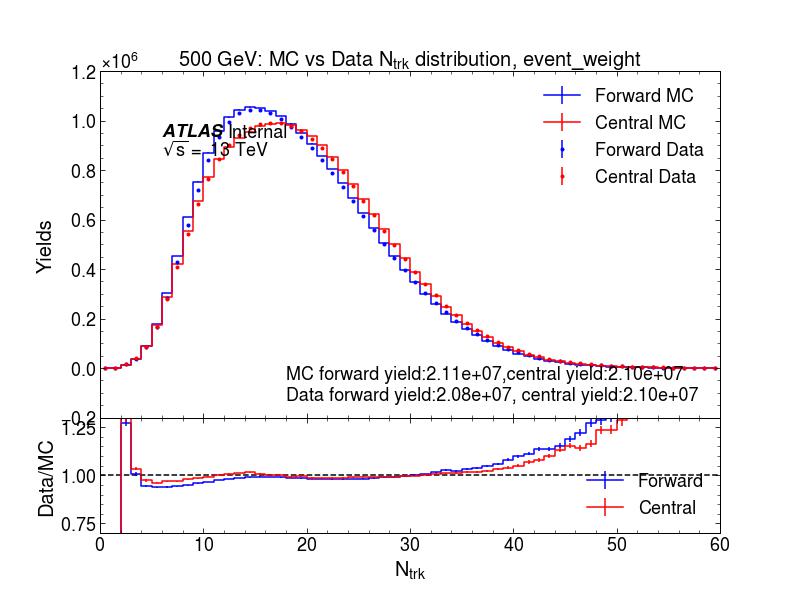 500 GeV: MC vs Data N_trk distribution, event_weight
×10⁶
1.2
1.0
0.8
0.6
0.4
0.2
0.0
0.2
Yields
ATLAS Internal
√s = 13 TeV
Forward MC
Central MC
Forward Data
Central Data
MC forward yield:2.11e+07,central yield:2.10e+07
Data forward yield:2.08e+07, central yield:2.10e+07
1.25
1.00
0.75
Data/MC
Forward
Central
0 10 20 30 40 50 60
N_trk